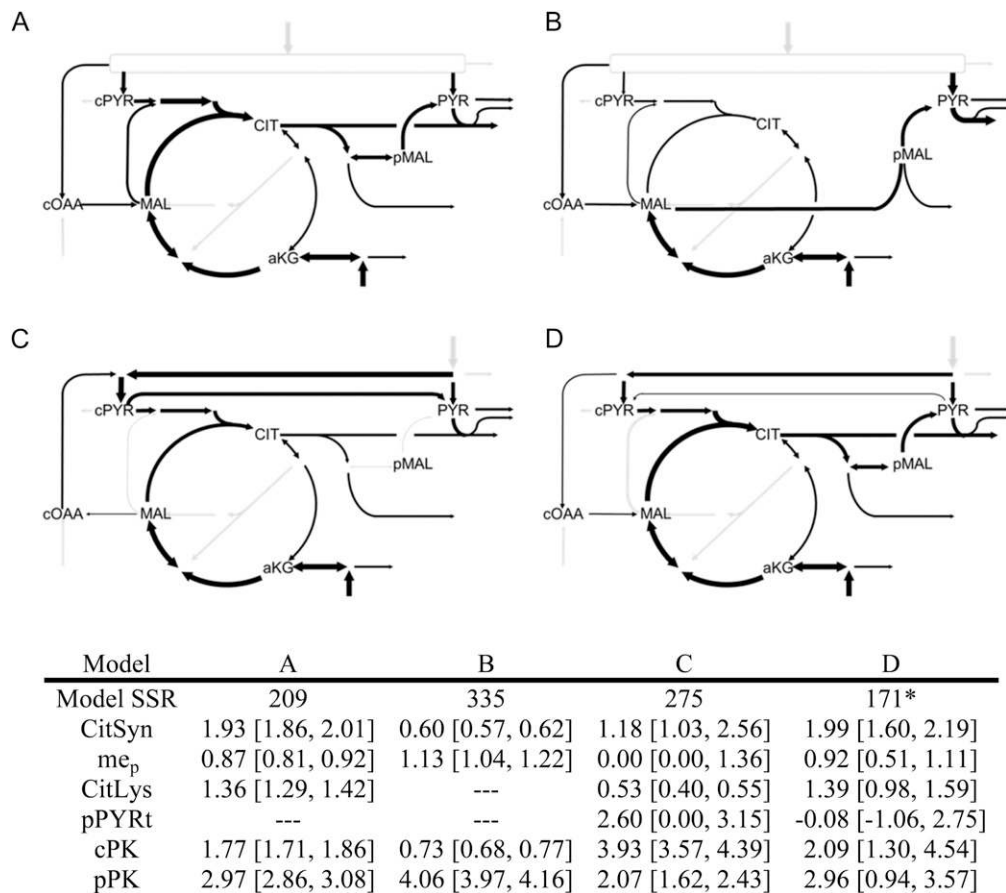 A
B
cPYR
PYR
cPYR
PYR
CIT
CIT
pMAL
pMAL
cOAA
MAL
cOAA
MAL
aKG
aKG
C
D
cPYR
PYR
cPYR
PYR
CIT
CIT
pMAL
pMAL
cOAA
MAL
cOAA
MAL
aKG
aKG
Model A B C D
Model SSR 209 335 275 171*
CitSyn 1.93 [1.86, 2.01] 0.60 [0.57, 0.62] 1.18 [1.03, 2.56] 1.99 [1.60, 2.19]
mep 0.87 [0.81, 0.92] 1.13 [1.04, 1.22] 0.00 [0.00, 1.36] 0.92 [0.51, 1.11]
CitLys 1.36 [1.29, 1.42] --- 0.53 [0.40, 0.55] 1.39 [0.98, 1.59]
pPYRt --- --- 2.60 [0.00, 3.15] -0.08 [-1.06, 2.75]
cPK 1.77 [1.71, 1.86] 0.73 [0.68, 0.77] 3.93 [3.57, 4.39] 2.09 [1.30, 4.54]
pPK 2.97 [2.86, 3.08] 4.06 [3.97, 4.16] 2.07 [1.62, 2.43] 2.96 [0.94, 3.57]